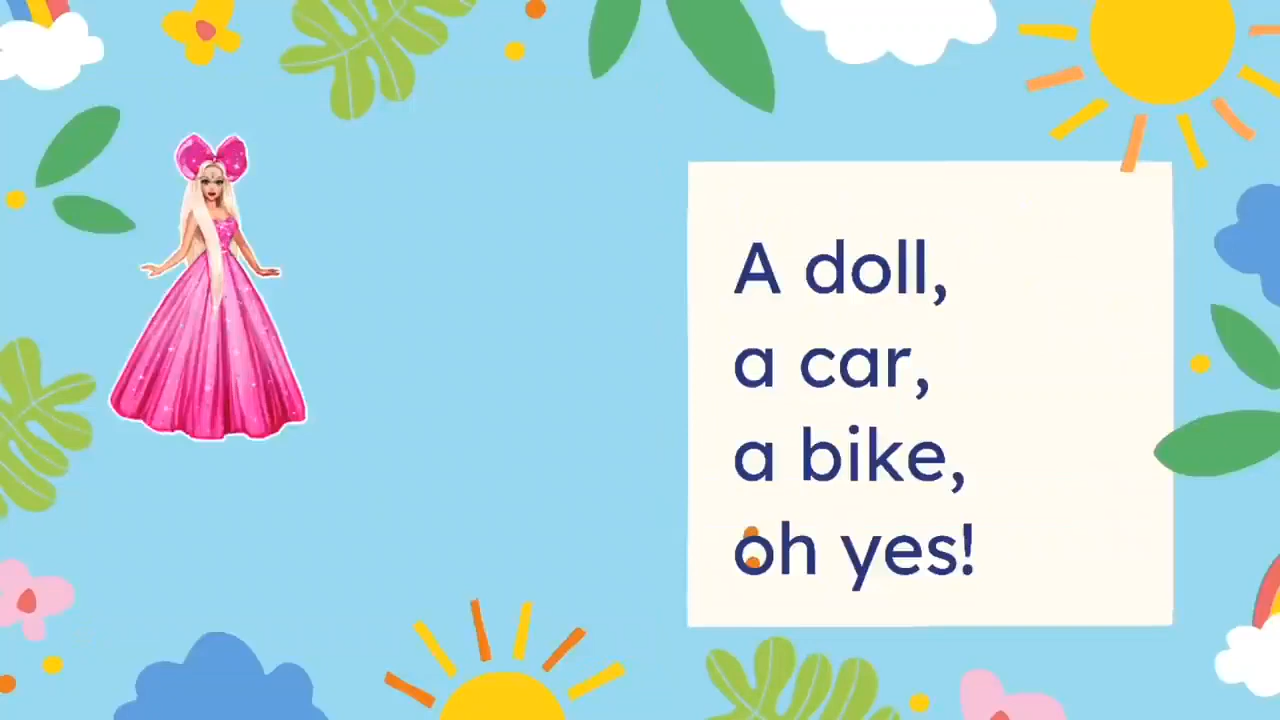 A doll,
a car,
a bike,
oh yes!